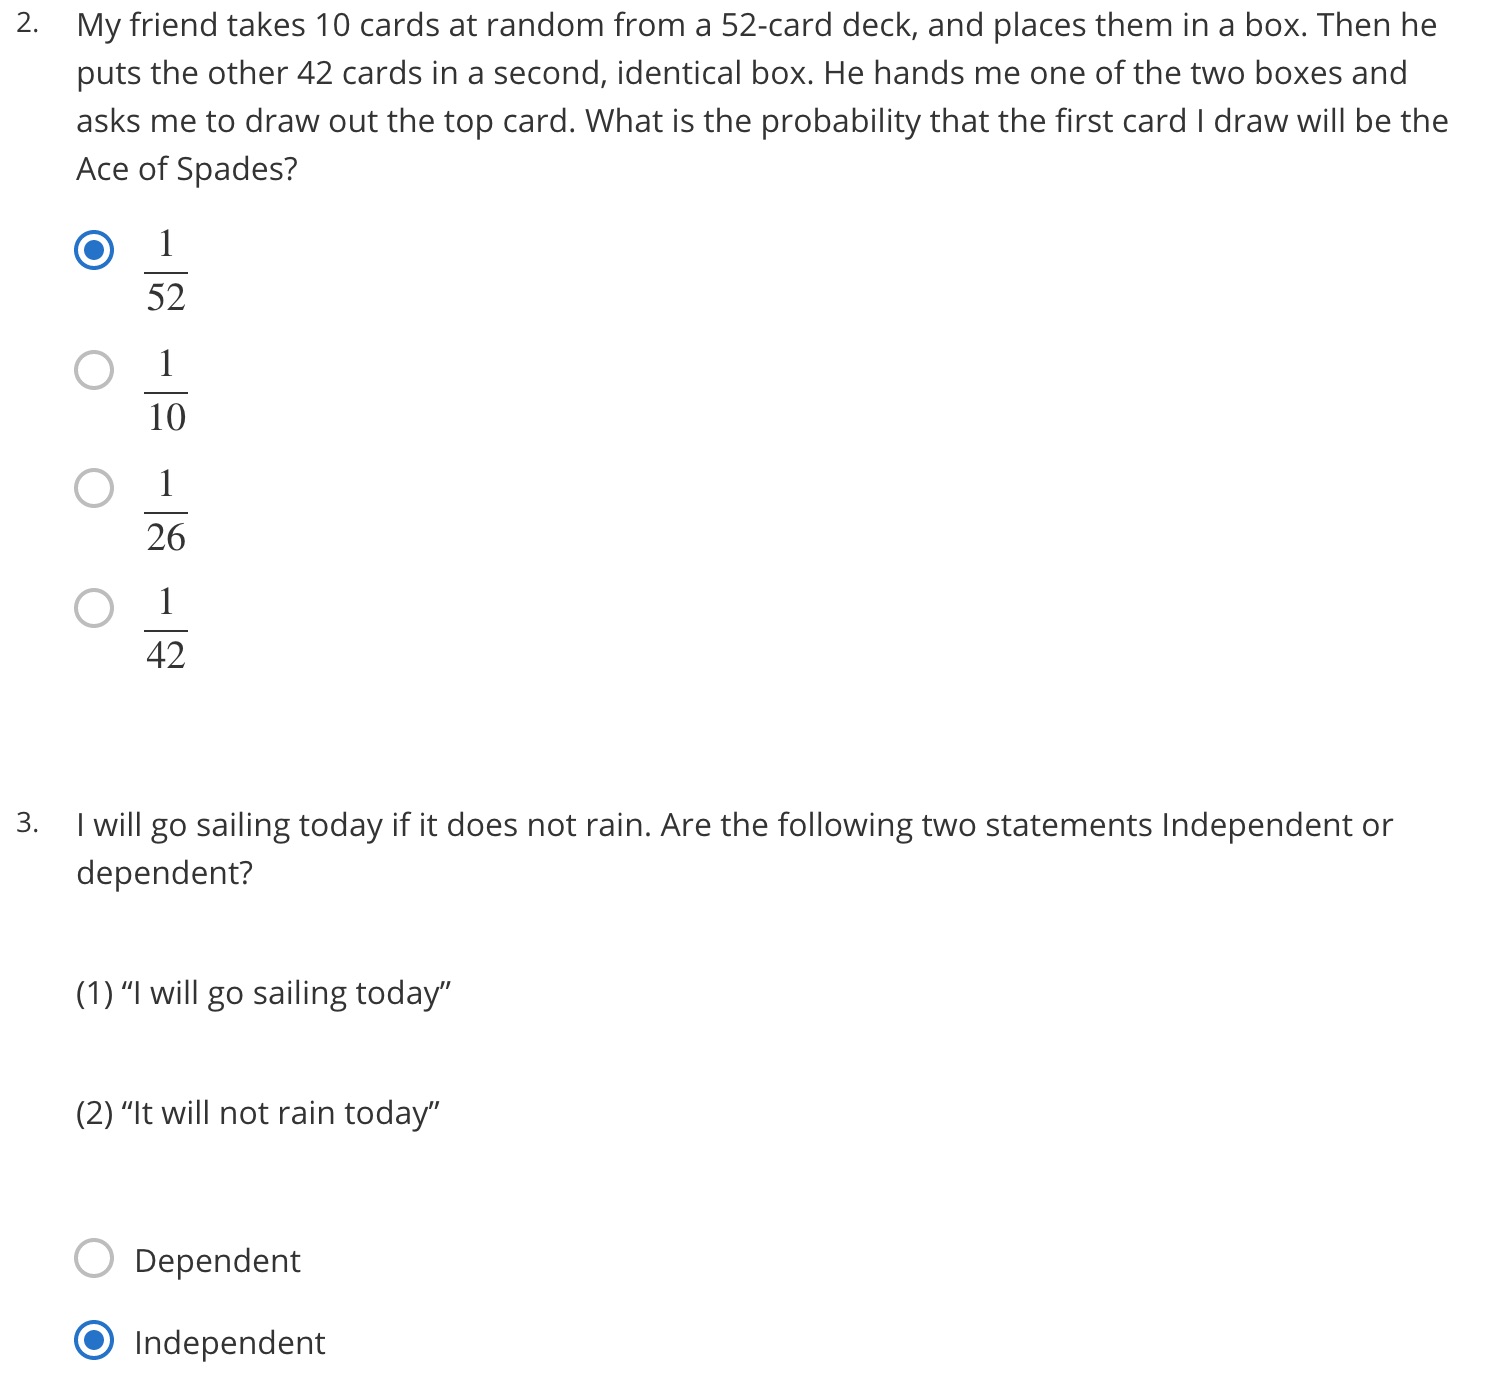 2. My friend takes 10 cards at random from a 52-card deck, and places them in a box. Then he
puts the other 42 cards in a second, identical box. He hands me one of the two boxes and
asks me to draw out the top card. What is the probability that the first card I draw will be the
Ace of Spades?
1
52
1
10
1
26
1
42
3. I will go sailing today if it does not rain. Are the following two statements Independent or
dependent?
(1) “I will go sailing today”
(2) “It will not rain today”
Dependent
Independent